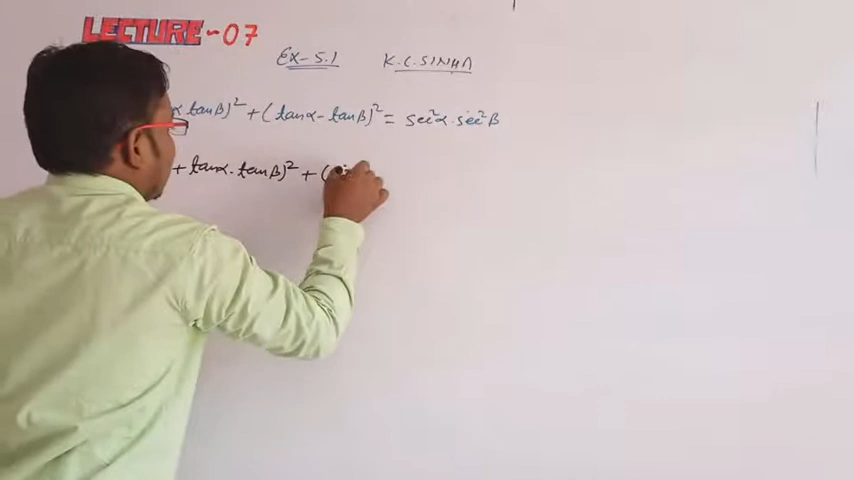 LECTURE-07
Ex-5.1 K.C.SINHA
α tanβ)² + (tanα - tanβ)² = sec²α · sec²β
+ tanα · tanβ)² + (